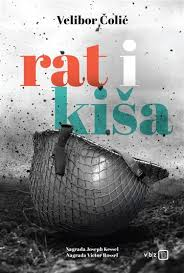 Velibor Čolić
rat i
kiša
Nagrada Joseph Kessel
Nagrada Victor Rossel
v|b|z